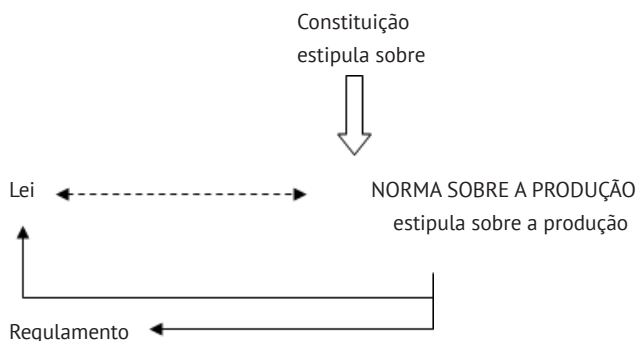 Constituição
estipula sobre
Lei
NORMA SOBRE A PRODUÇÃO
estipula sobre a produção
Regulamento